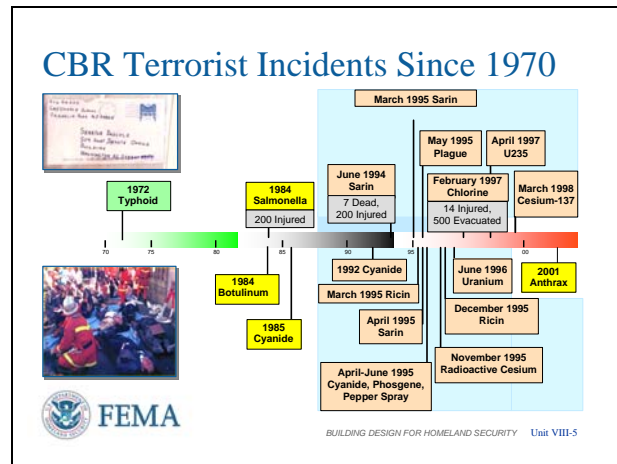 CBR Terrorist Incidents Since 1970
March 1995 Sarin
May 1995
Plague
April 1997
U235
June 1994
Sarin
7 Dead,
200 Injured
February 1997
Chlorine
14 Injured,
500 Evacuated
March 1998
Cesium-137
1972
Typhoid
1984
Salmonella
200 Injured
70
75
85
90
95
00
1984
Botulinum
1985
Cyanide
1992 Cyanide
March 1995 Ricin
April 1995
Sarin
April-June 1995
Cyanide, Phosgene,
Pepper Spray
June 1996
Uranium
December 1995
Ricin
November 1995
Radioactive Cesium
2001
Anthrax
FEMA
BUILDING DESIGN FOR HOMELAND SECURITY Unit VIII-5